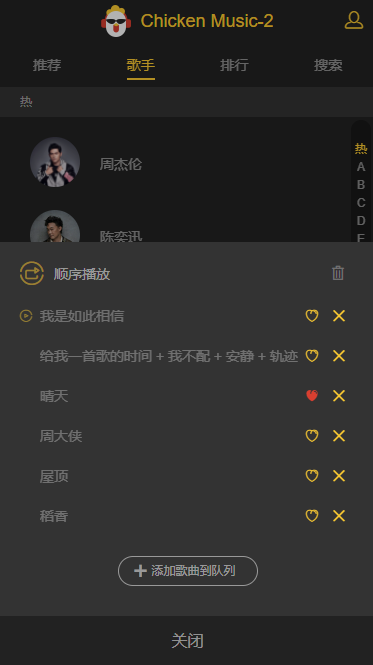 Chicken Music-2
推荐 歌手 排行 搜索
热
周杰伦
陈奕迅
热
A
B
C
D
E
顺序播放
我是如此相信
给我一首歌的时间 + 我不配 + 安静 + 轨迹
晴天
周大侠
屋顶
稻香
添加歌曲到队列
关闭